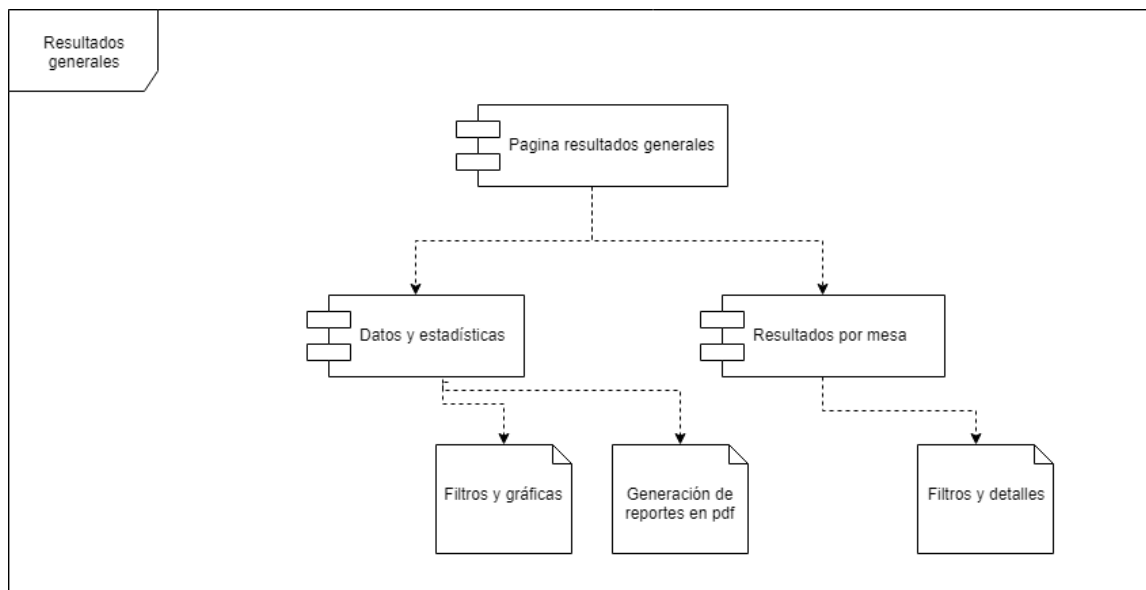 Resultados
generales
Pagina resultados generales
Datos y estadísticas
Resultados por mesa
Filtros y gráficas
Generación de
reportes en pdf
Filtros y detalles